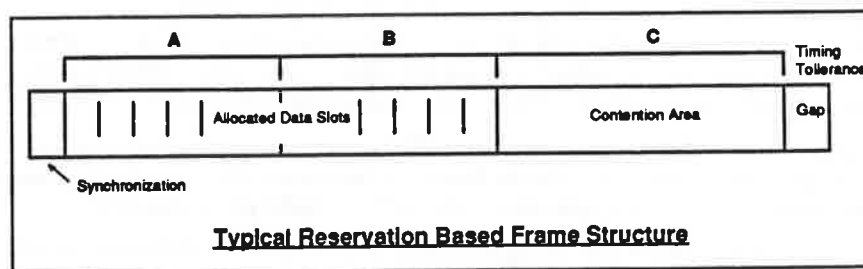 A B C Timing
Tollerance
Allocated Data Slots Contention Area Gap
Synchronization
Typical Reservation Based Frame Structure